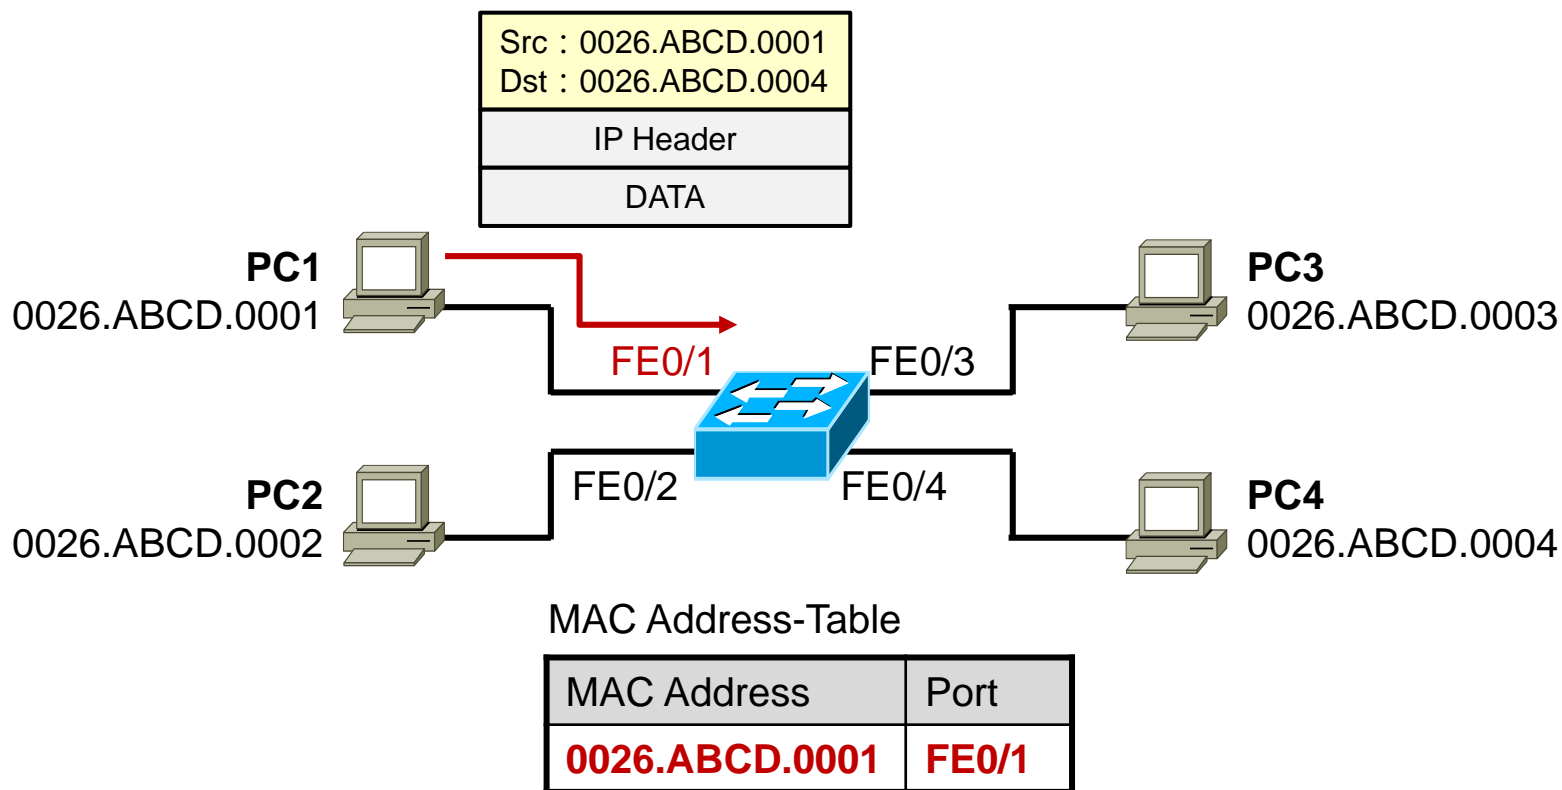 Src : 0026.ABCD.0001
Dst : 0026.ABCD.0004
IP Header
DATA
PC1
0026.ABCD.0001
PC3
0026.ABCD.0003
FE0/1
FE0/3
PC2
0026.ABCD.0002
FE0/2
FE0/4
PC4
0026.ABCD.0004
MAC Address-Table
MAC Address Port
0026.ABCD.0001 FE0/1